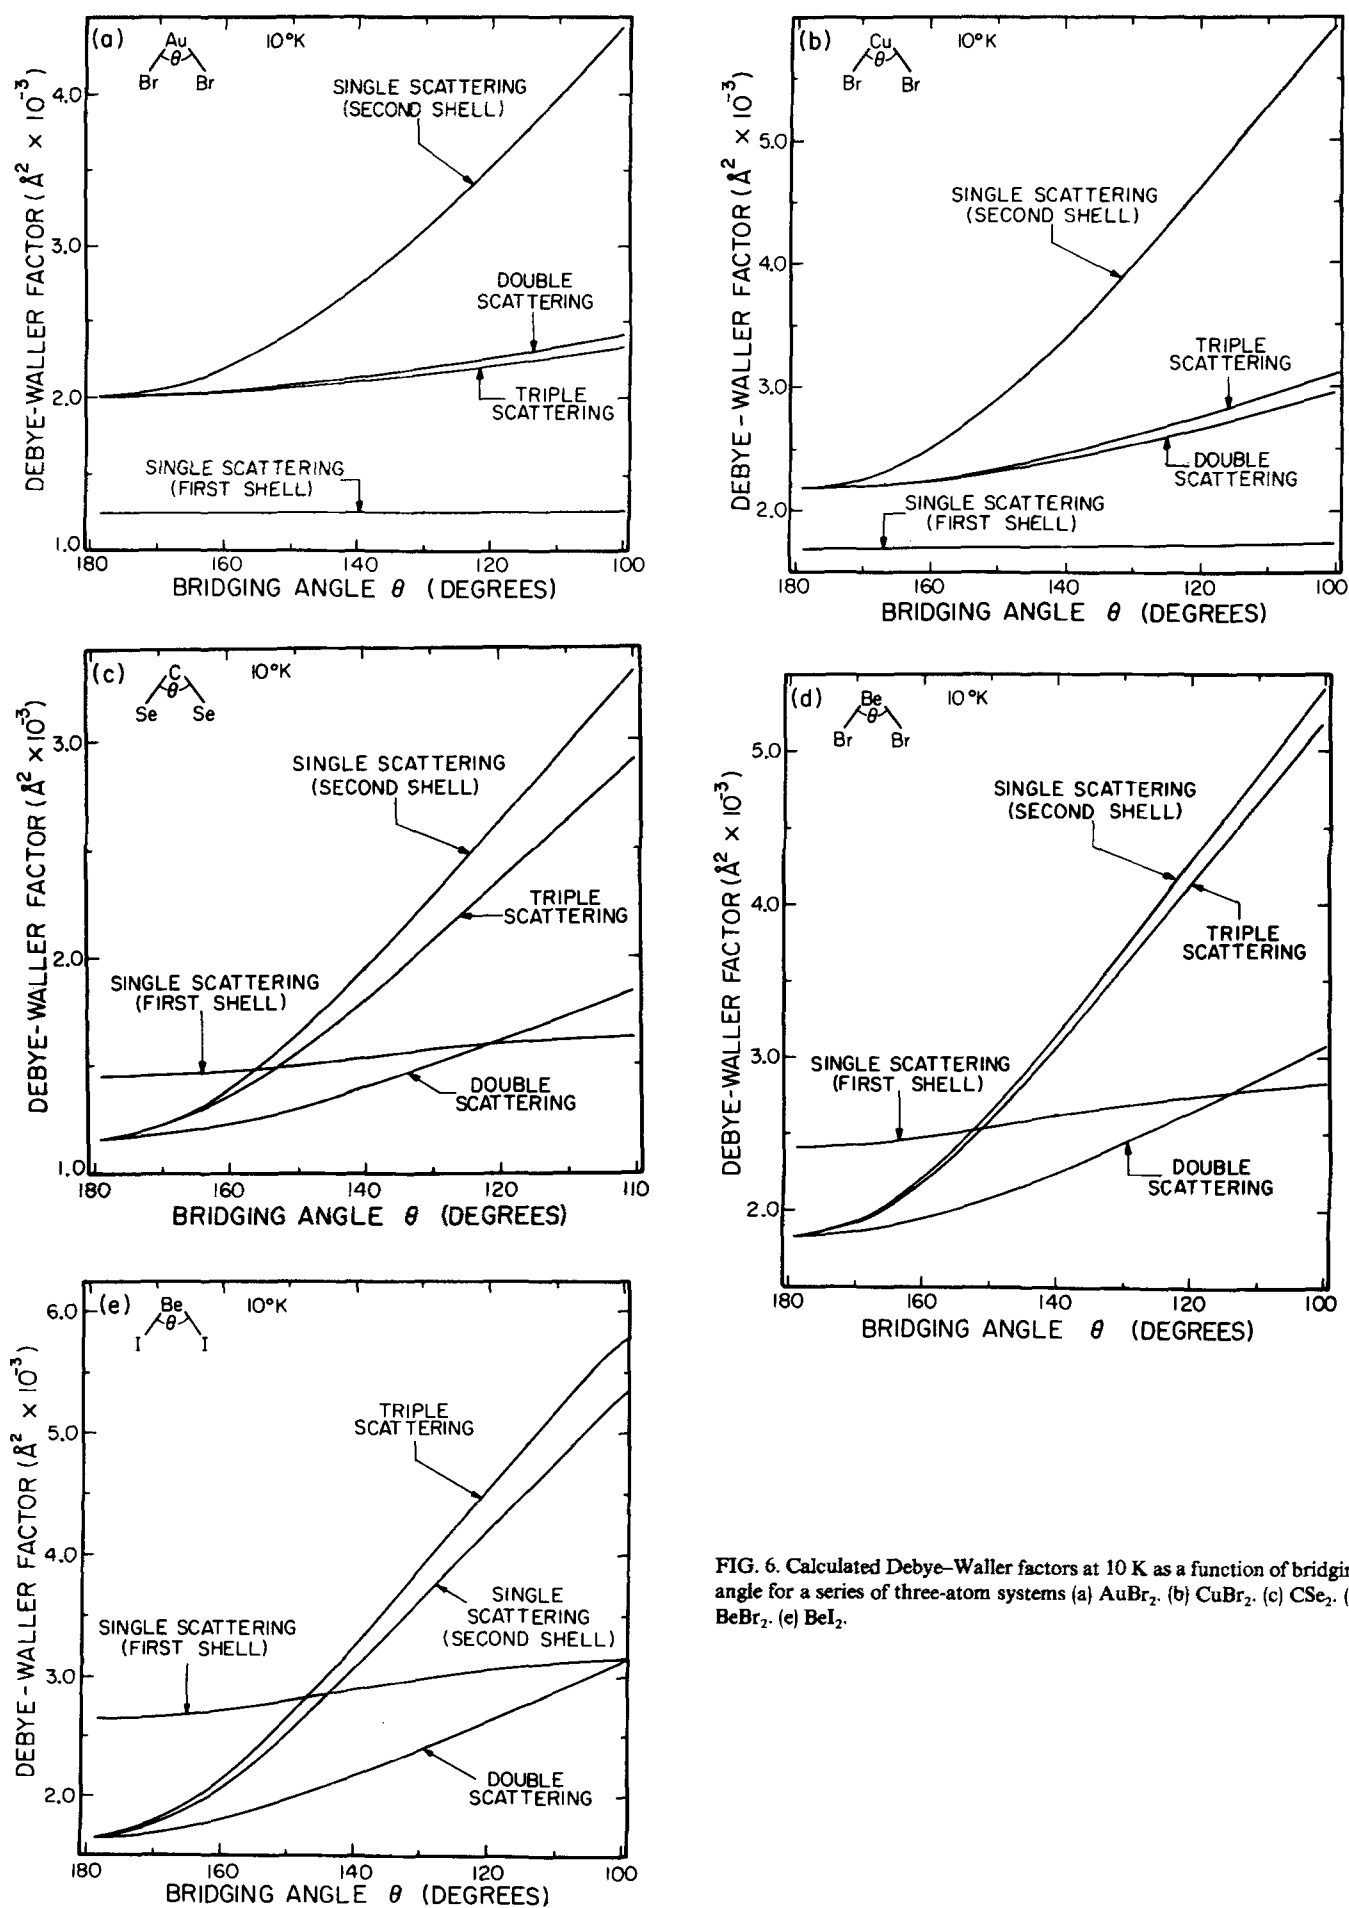 (a)
Au
θ
Br Br
10°K
SINGLE SCATTERING
(SECOND SHELL)
DOUBLE
SCATTERING
TRIPLE
SCATTERING
SINGLE SCATTERING
(FIRST SHELL)
4.0
3.0
2.0
1.0
DEBYE-WALLER FACTOR (Å² × 10⁻³)
180 160 140 120 100
BRIDGING ANGLE θ (DEGREES)
(b)
Cu
θ
Br Br
10°K
SINGLE SCATTERING
(SECOND SHELL)
TRIPLE
SCATTERING
DOUBLE
SCATTERING
SINGLE SCATTERING
(FIRST SHELL)
5.0
4.0
3.0
2.0
DEBYE-WALLER FACTOR (Å² × 10⁻³)
180 160 140 120 100
BRIDGING ANGLE θ (DEGREES)
(c)
C
θ
Se Se
10°K
SINGLE SCATTERING
(SECOND SHELL)
TRIPLE
SCATTERING
SINGLE SCATTERING
(FIRST SHELL)
DOUBLE
SCATTERING
3.0
2.0
1.0
DEBYE-WALLER FACTOR (Å² × 10⁻³)
180 160 140 120 110
BRIDGING ANGLE θ (DEGREES)
(d)
Be
θ
Br Br
10°K
SINGLE SCATTERING
(SECOND SHELL)
TRIPLE
SCATTERING
SINGLE SCATTERING
(FIRST SHELL)
DOUBLE
SCATTERING
5.0
4.0
3.0
2.0
DEBYE-WALLER FACTOR (Å² × 10⁻³)
180 160 140 120 100
BRIDGING ANGLE θ (DEGREES)
(e)
Be
θ
I I
10°K
TRIPLE
SCATTERING
SINGLE
SCATTERING
(SECOND SHELL)
SINGLE SCATTERING
(FIRST SHELL)
DOUBLE
SCATTERING
6.0
5.0
4.0
3.0
2.0
DEBYE-WALLER FACTOR (Å² × 10⁻³)
180 160 140 120 100
BRIDGING ANGLE θ (DEGREES)
FIG. 6. Calculated Debye–Waller factors at 10 K as a function of bridgin
angle for a series of three-atom systems (a) AuBr₂. (b) CuBr₂. (c) CSe₂. (
BeBr₂. (e) BeI₂.